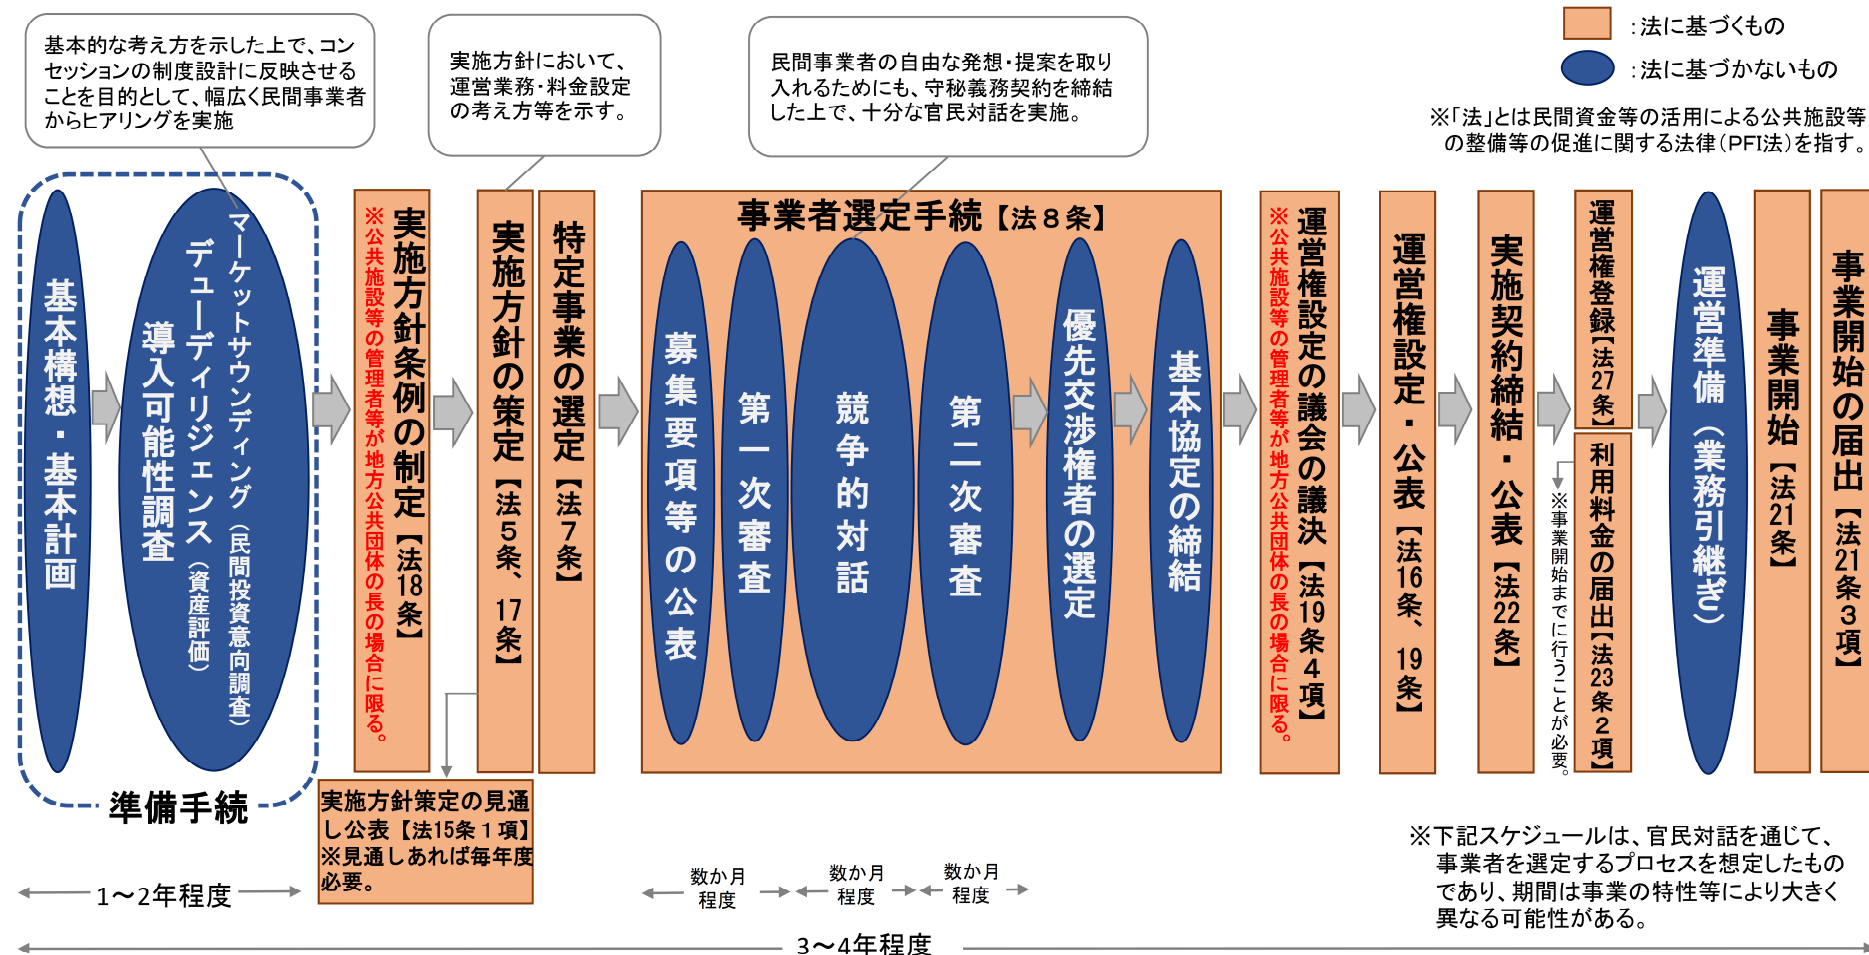 基本的な考え方を示した上で、コン
セッションの制度設計に反映させる
ことを目的として、幅広く民間事業者
からヒアリングを実施
実施方針において、
運営業務・料金設定
の考え方等を示す。
民間事業者の自由な発想・提案を取り
入れるためにも、守秘義務契約を締結
した上で、十分な官民対話を実施。
:法に基づくもの
:法に基づかないもの
※「法」とは民間資金等の活用による公共施設等
の整備等の促進に関する法律(PFI法)を指す。
基本構想・基本計画
マーケットサウンディング(民間投資意向調査)
デューディリジェンス(資産評価)
導入可能性調査
準備手続
実施方針条例の制定【法18条】
※公共施設等の管理者等が地方公共団体の長の場合に限る。
実施方針の策定【法5条、17条】
特定事業の選定【法7条】
実施方針策定の見通
し公表【法15条1項】
※見通しあれば毎年度
必要。
事業者選定手続【法8条】
募集要項等の公表
第一次審査
競争的対話
第二次審査
優先交渉権者の選定
基本協定の締結
運営権設定の議会の議決【法19条4項】
※公共施設等の管理者等が地方公共団体の長の場合に限る。
運営権設定・公表【法16条、19条】
実施契約締結・公表【法22条】
運営権登録【法27条】
利用料金の届出【法23条2項】
※事業開始までに行うことが必要。
運営準備(業務引継ぎ)
事業開始【法21条】
事業開始の届出【法21条3項】
1～2年程度
数か月
程度
数か月
程度
数か月
程度
※下記スケジュールは、官民対話を通じて、
事業者を選定するプロセスを想定したもの
であり、期間は事業の特性等により大きく
異なる可能性がある。
3～4年程度